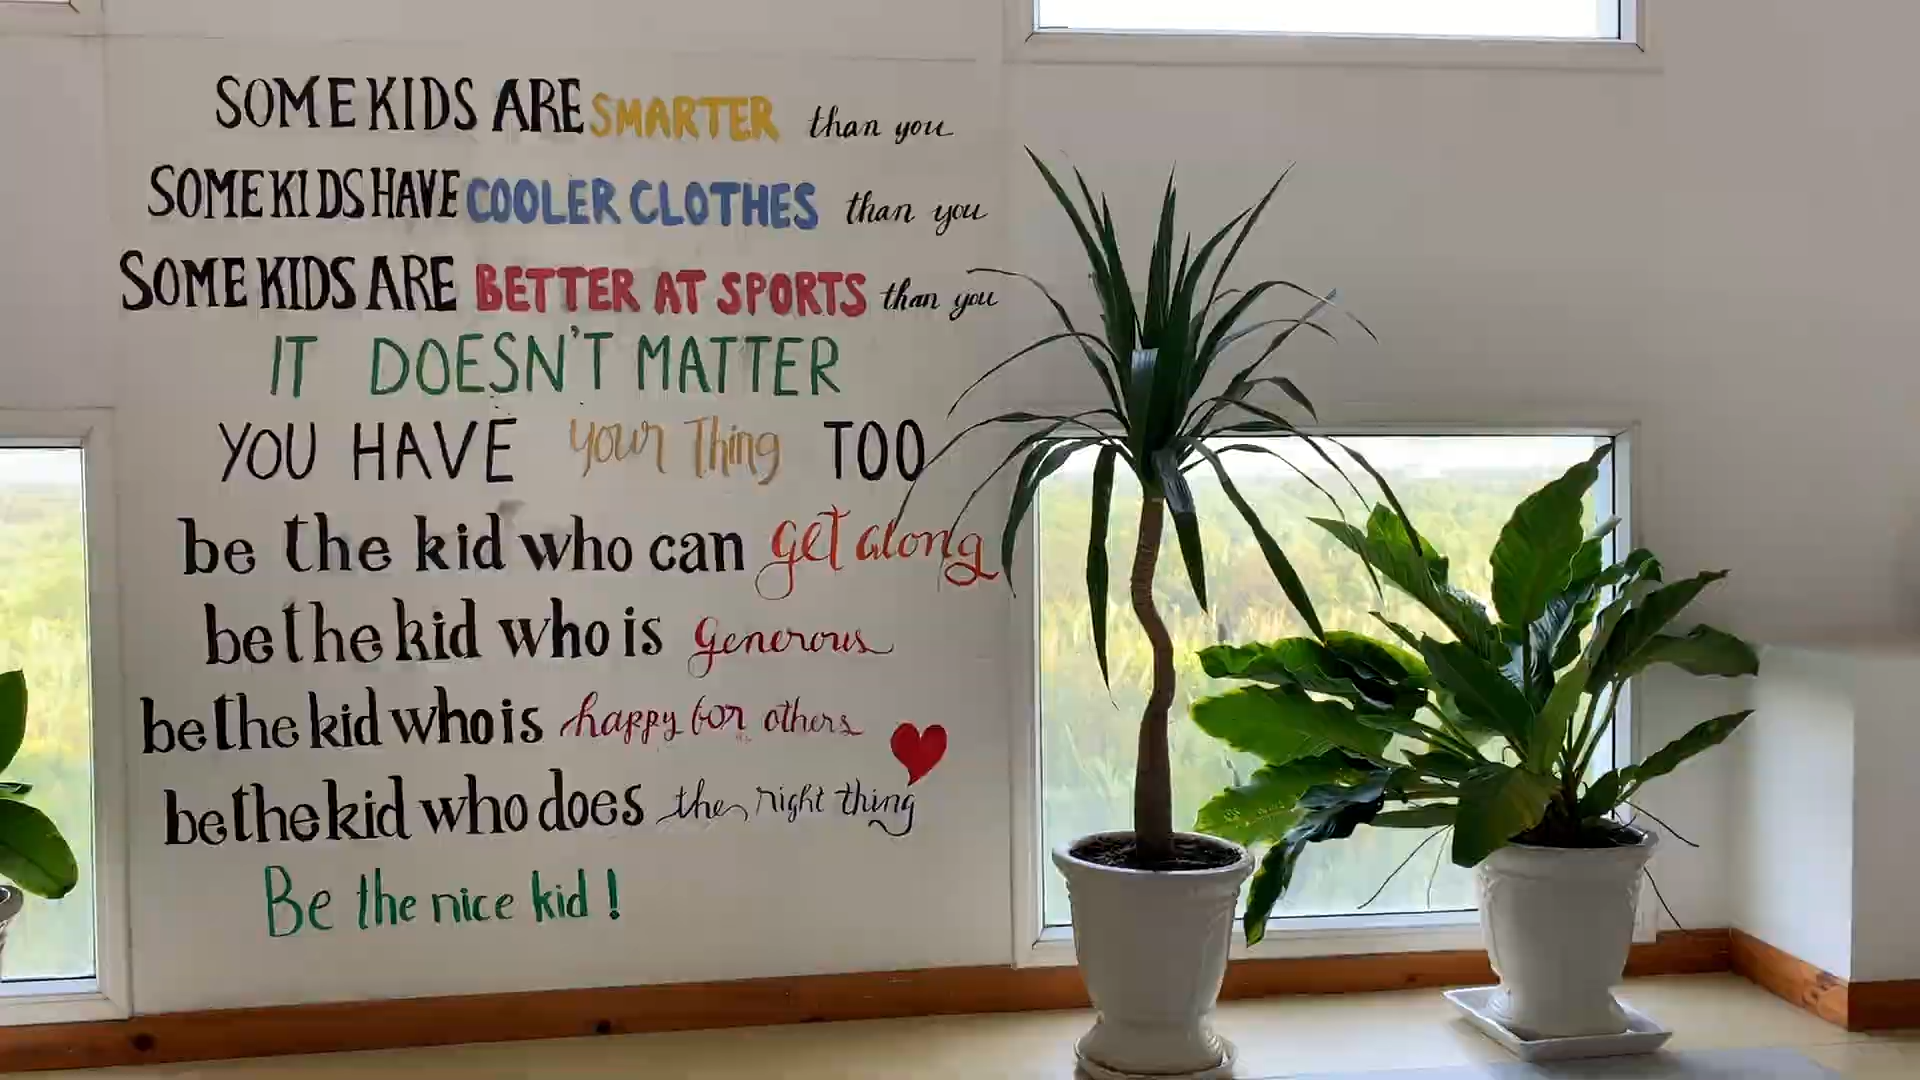 SOME KIDS ARE SMARTER than you
SOME KIDS HAVE COOLER CLOTHES than you
SOME KIDS ARE BETTER AT SPORTS than you
IT DOESN'T MATTER
YOU HAVE your Thing TOO
be the kid who can get along
be the kid who is generous
be the kid who is happy for others
be the kid who does the right thing
Be the nice kid !